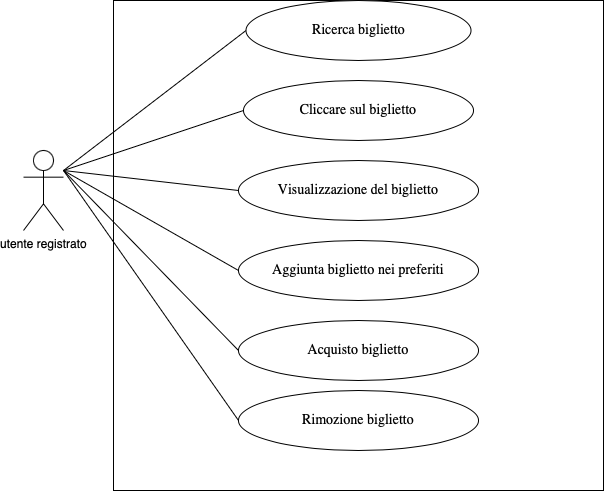 Ricerca biglietto
Cliccare sul biglietto
Visualizzazione del biglietto
utente registrato
Aggiunta biglietto nei preferiti
Acquisto biglietto
Rimozione biglietto